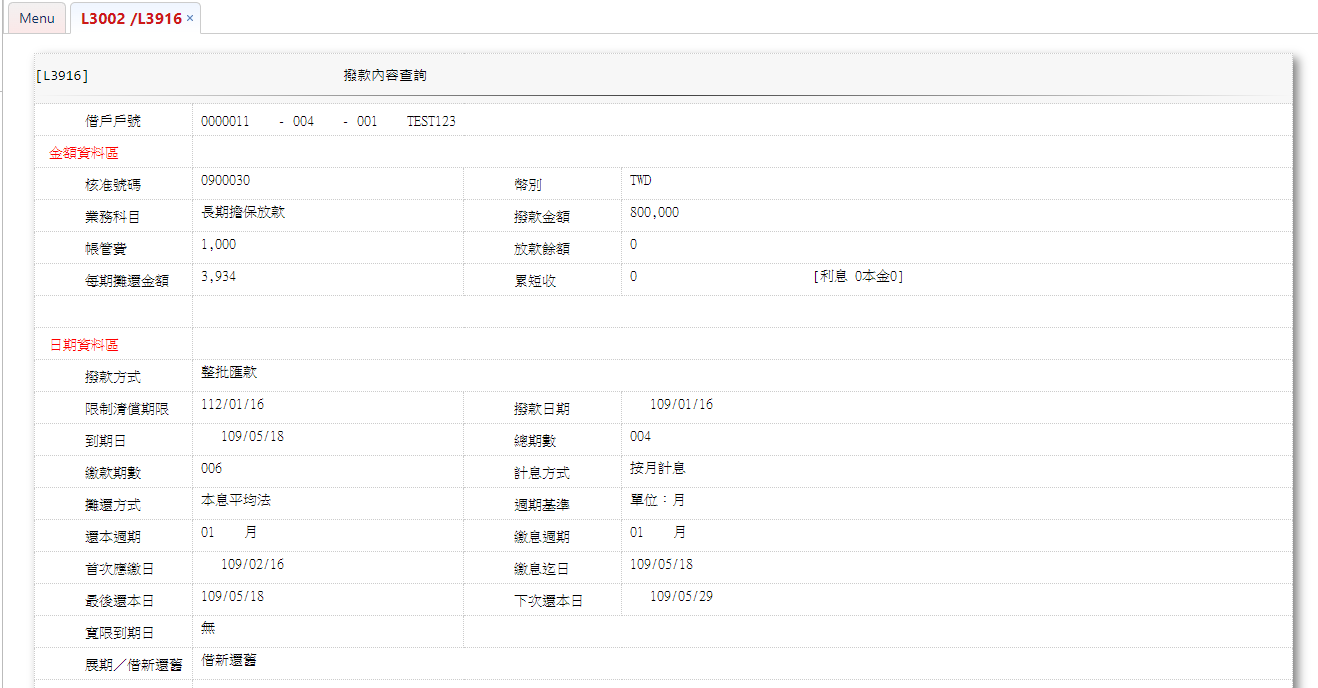 Menu L3002 /L3916 ×
[L3916] 撥款內容查詢
借戶戶號 0000011 - 004 - 001 TEST123
金額資料區
核准號碼 0900030 幣別 TWD
業務科目 長期擔保放款 撥款金額 800,000
帳管費 1,000 放款餘額 0
每期攤還金額 3,934 累短收 0 [利息 0本金0]
日期資料區
撥款方式 整批匯款
限制清償期限 112/01/16 撥款日期 109/01/16
到期日 109/05/18 總期數 004
繳款期數 006 計息方式 按月計息
攤還方式 本息平均法 週期基準 單位：月
還本週期 01 月 繳息週期 01 月
首次應繳日 109/02/16 繳息迄日 109/05/18
最後還本日 109/05/18 下次還本日 109/05/29
寬限到期日 無
展期／借新還舊 借新還舊